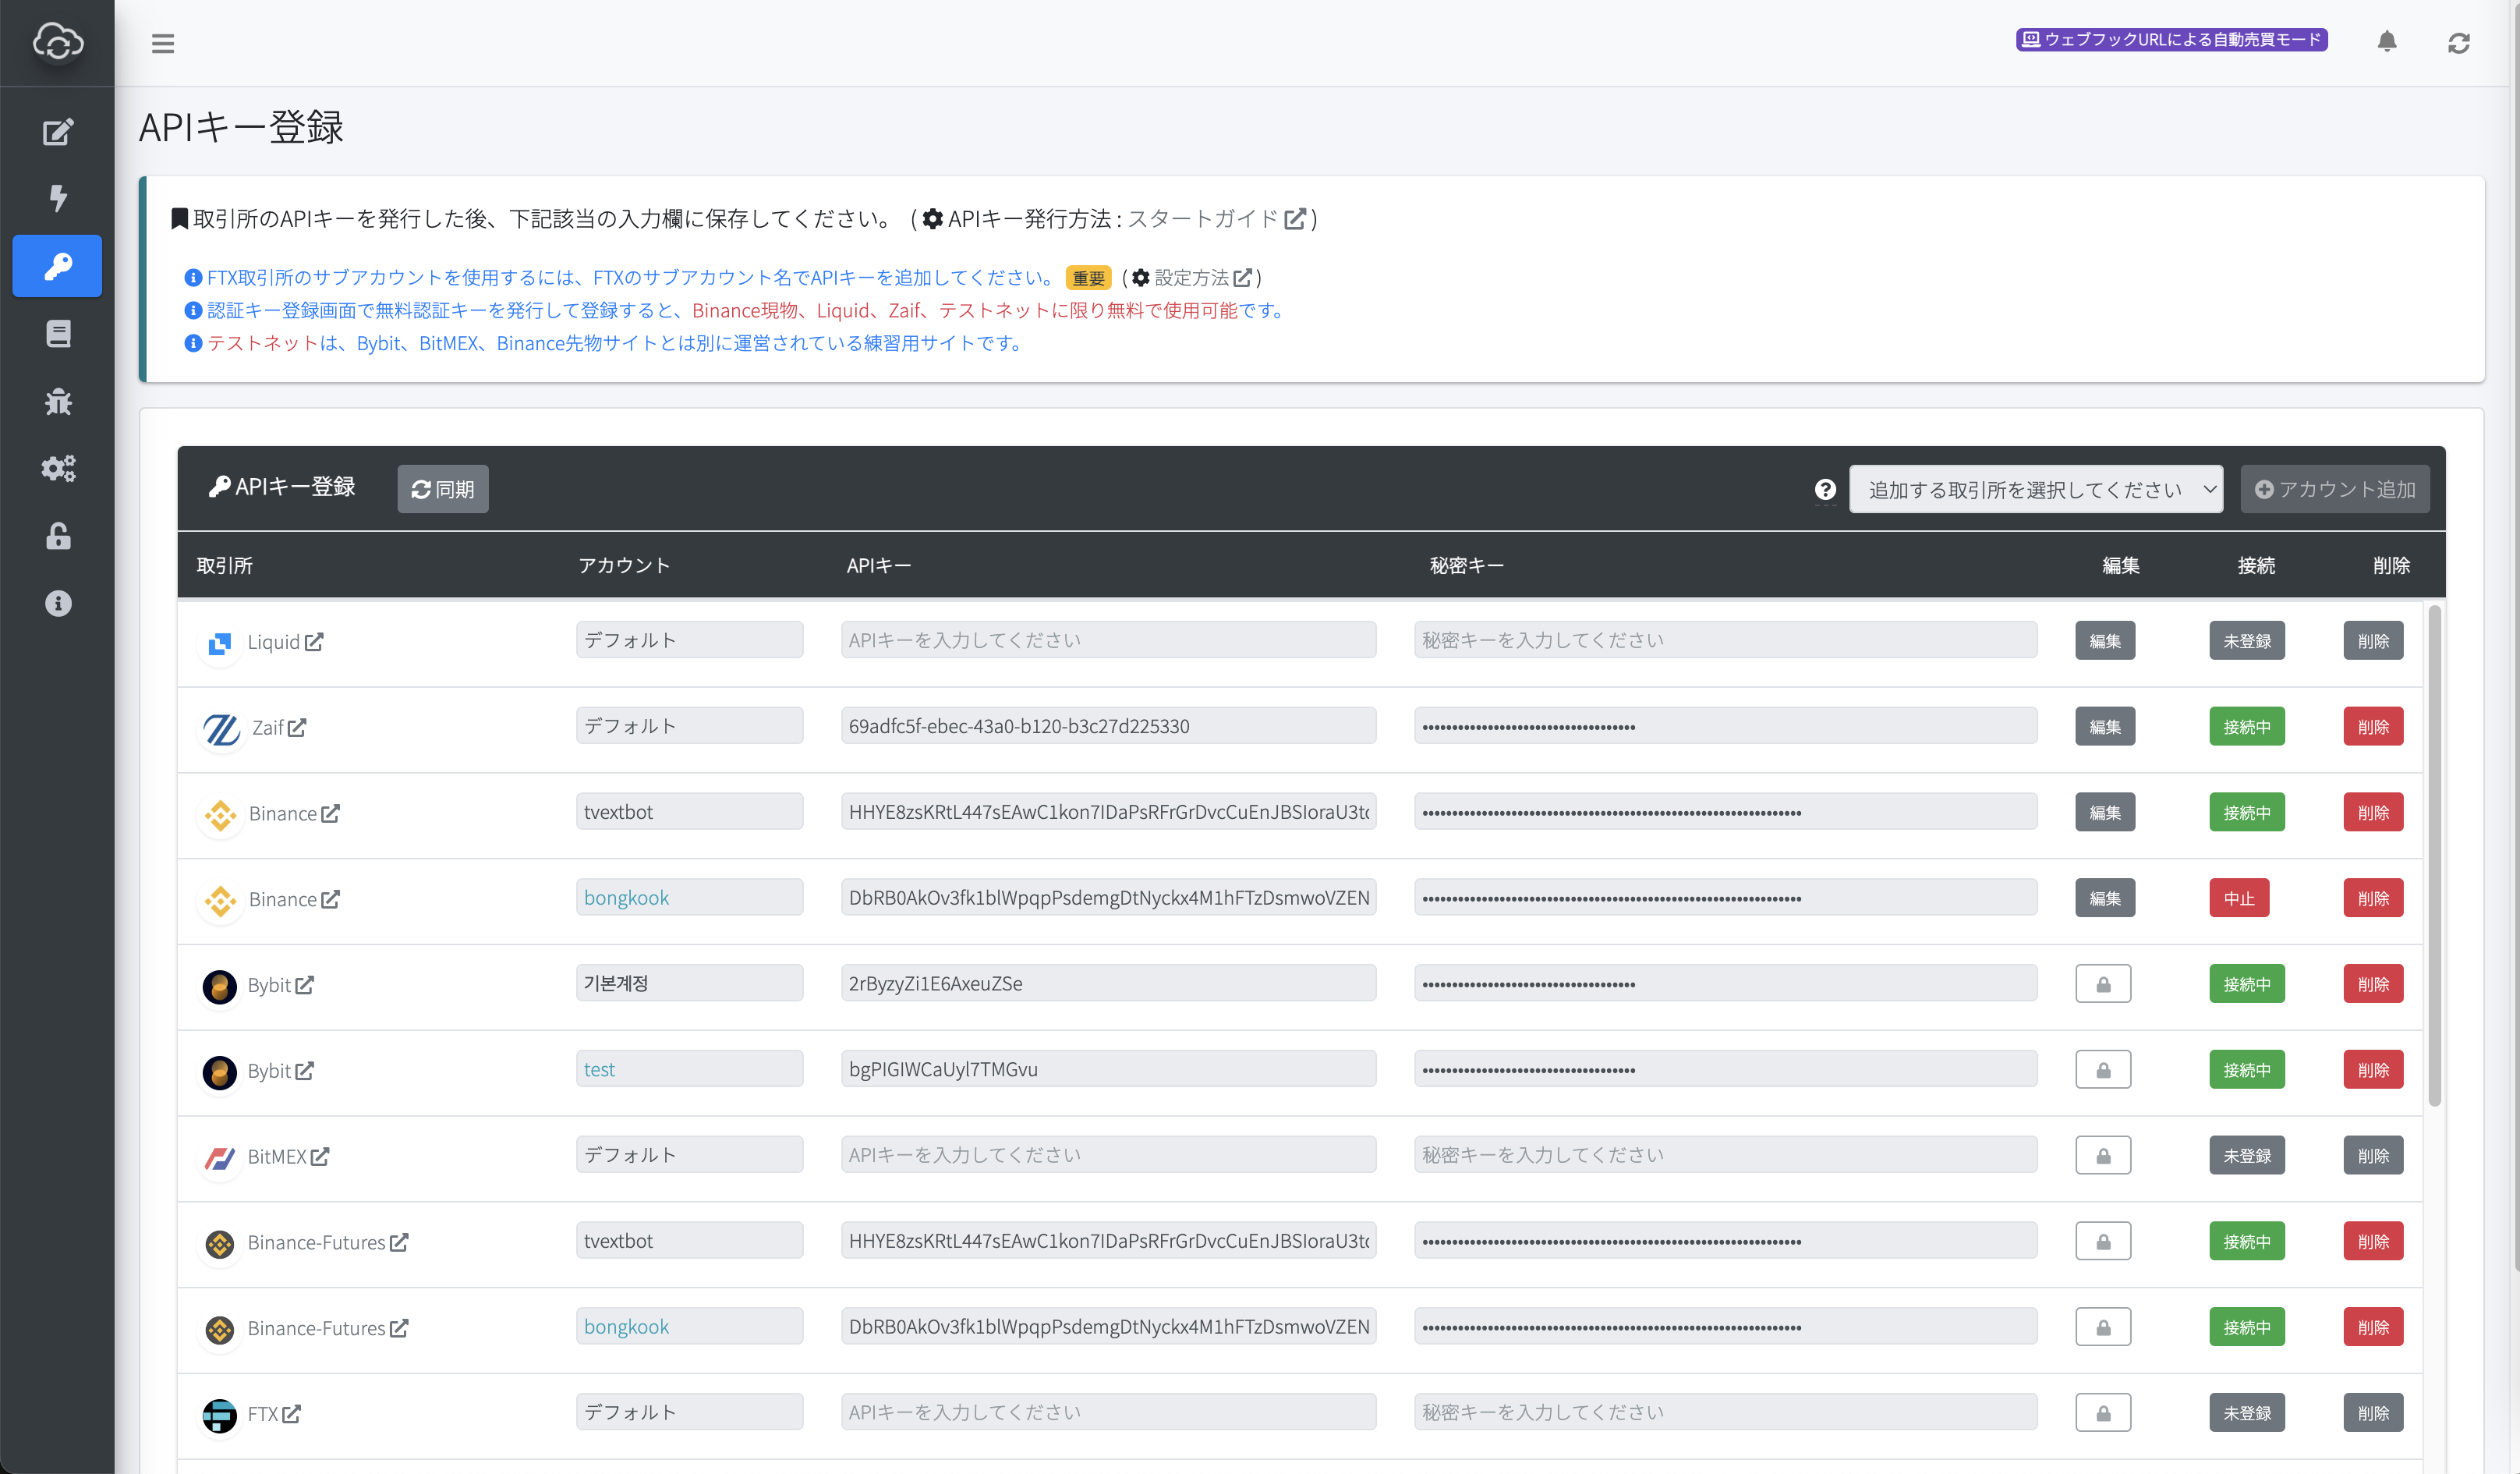 ウェブフックURLによる自動売買モード
APIキー登録
取引所のAPIキーを発行した後、下記該当の入力欄に保存してください。 ( APIキー発行方法 : スタートガイド )
FTX取引所のサブアカウントを使用するには、FTXのサブアカウント名でAPIキーを追加してください。 重要 ( 設定方法 )
認証キー登録画面で無料認証キーを発行して登録すると、Binance現物、Liquid、Zaif、テストネットに限り無料で使用可能です。
テストネットは、Bybit、BitMEX、Binance先物サイトとは別に運営されている練習用サイトです。
APIキー登録 同期 追加する取引所を選択してください アカウント追加
取引所 アカウント APIキー 秘密キー 編集 接続 削除
Liquid デフォルト APIキーを入力してください 秘密キーを入力してください 編集 未登録 削除
Zaif デフォルト 69adfc5f-ebec-43a0-b120-b3c27d225330 編集 接続中 削除
Binance tvextbot HHYE8zsKRtL447sEAwC1kon7IDaPsRFrGrDvcCuEnJBSIoraU3t 編集 接続中 削除
Binance bongkook DbRB0AkOv3fk1blWpqpPsdemgDtNyckx4M1hFTzDsmwoVZEN 編集 中止 削除
Bybit 기본계정 2rByzyZi1E6AxeuZSe 接続中 削除
Bybit test bgPIGIWCaUyl7TMGvu 接続中 削除
BitMEX デフォルト APIキーを入力してください 秘密キーを入力してください 未登録 削除
Binance-Futures tvextbot HHYE8zsKRtL447sEAwC1kon7IDaPsRFrGrDvcCuEnJBSIoraU3t 接続中 削除
Binance-Futures bongkook DbRB0AkOv3fk1blWpqpPsdemgDtNyckx4M1hFTzDsmwoVZEN 接続中 削除
FTX デフォルト APIキーを入力してください 秘密キーを入力してください 未登録 削除